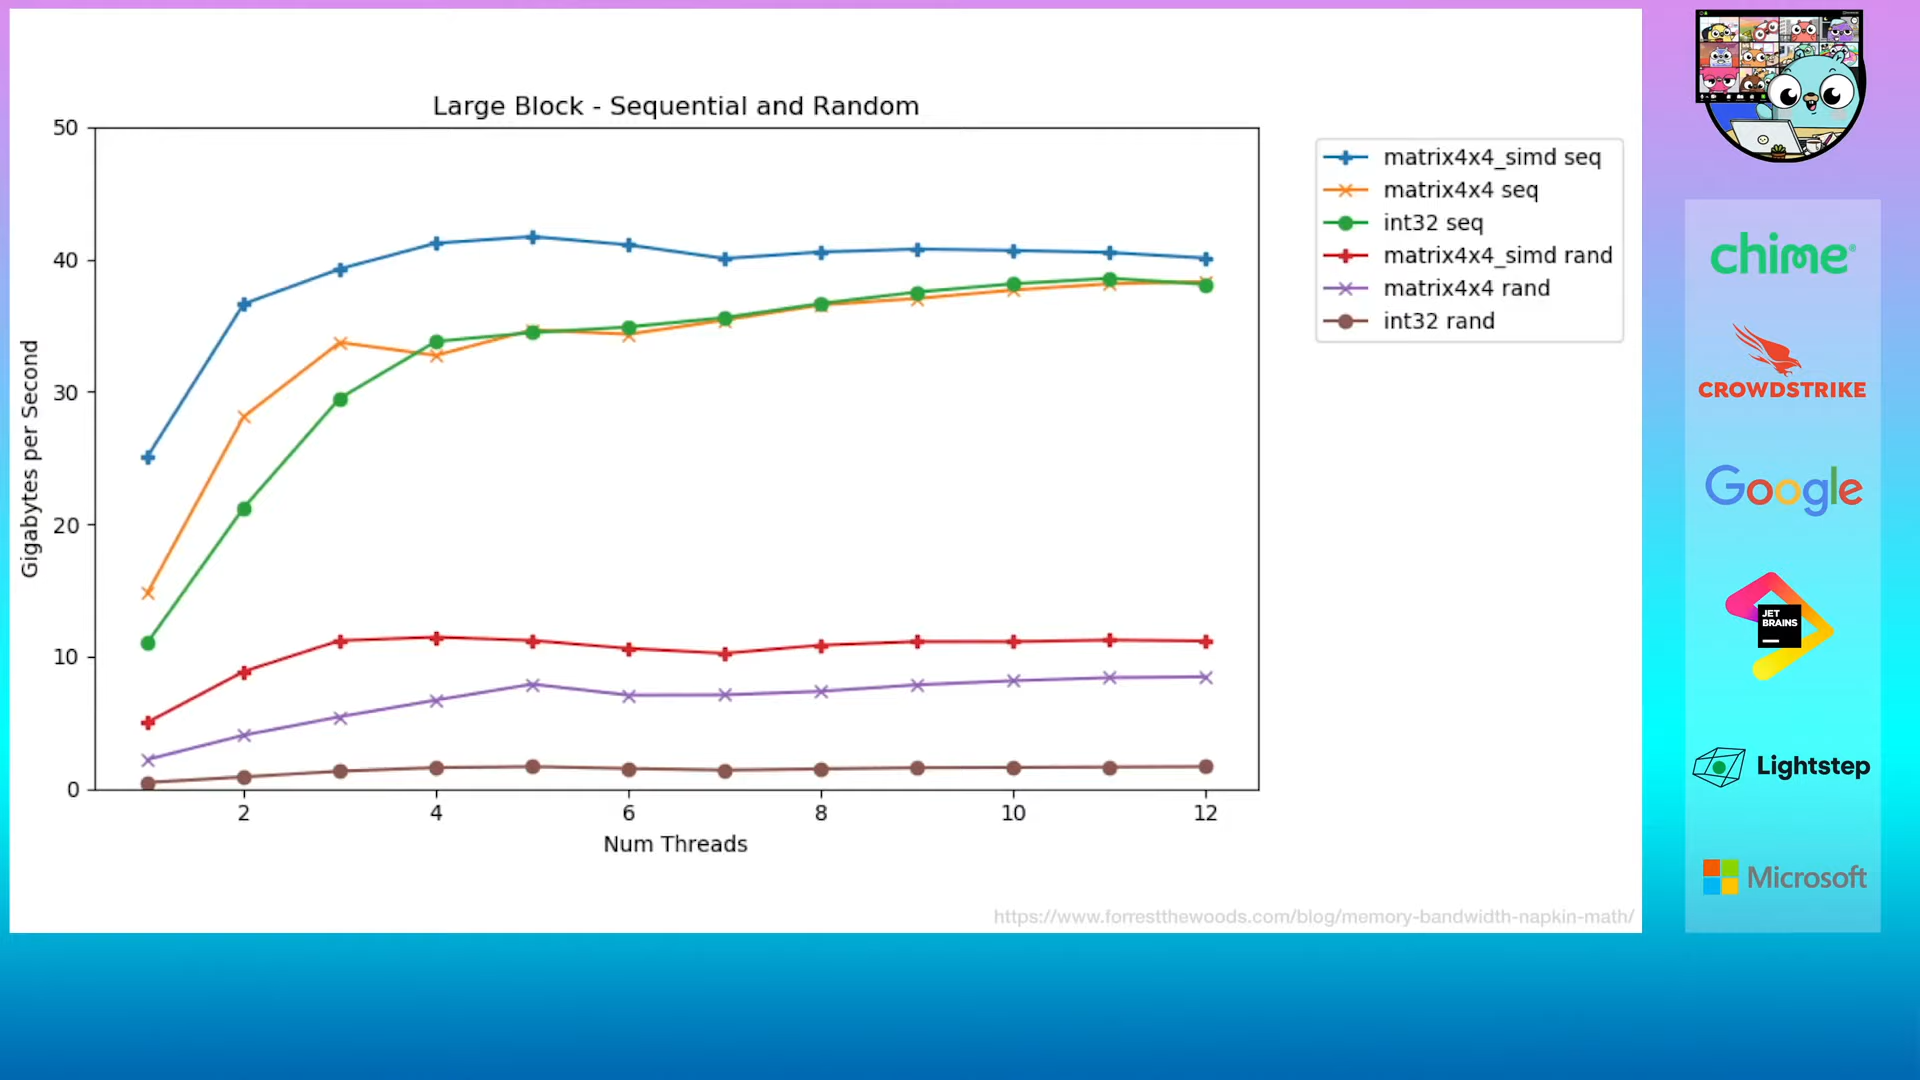 Large Block - Sequential and Random
Gigabytes per Second
50
40
30
20
10
0
2 4 6 8 10 12
Num Threads
matrix4x4_simd seq
matrix4x4 seq
int32 seq
matrix4x4_simd rand
matrix4x4 rand
int32 rand
https://www.forrestthewoods.com/blog/memory-bandwidth-napkin-math/
chime®
CROWDSTRIKE
Google
JET
BRAINS
Lightstep
Microsoft